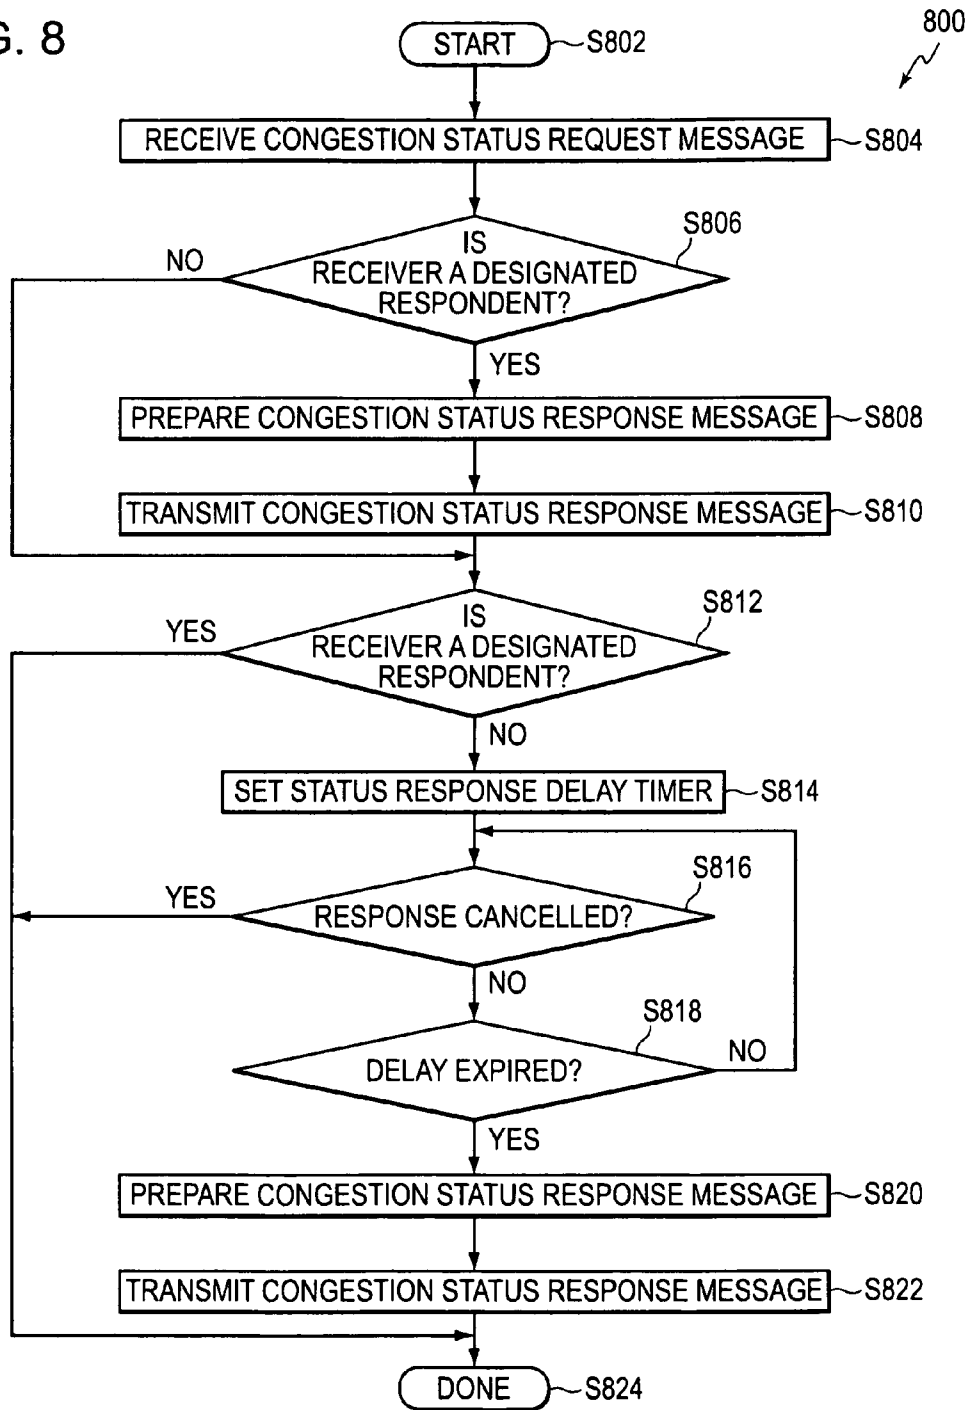 G. 8
800
START
S802
RECEIVE CONGESTION STATUS REQUEST MESSAGE
S804
IS
RECEIVER A DESIGNATED
RESPONDENT?
S806
NO
YES
PREPARE CONGESTION STATUS RESPONSE MESSAGE
S808
TRANSMIT CONGESTION STATUS RESPONSE MESSAGE
S810
IS
RECEIVER A DESIGNATED
RESPONDENT?
S812
YES
NO
SET STATUS RESPONSE DELAY TIMER
S814
RESPONSE CANCELLED?
S816
YES
NO
DELAY EXPIRED?
S818
NO
YES
PREPARE CONGESTION STATUS RESPONSE MESSAGE
S820
TRANSMIT CONGESTION STATUS RESPONSE MESSAGE
S822
DONE
S824